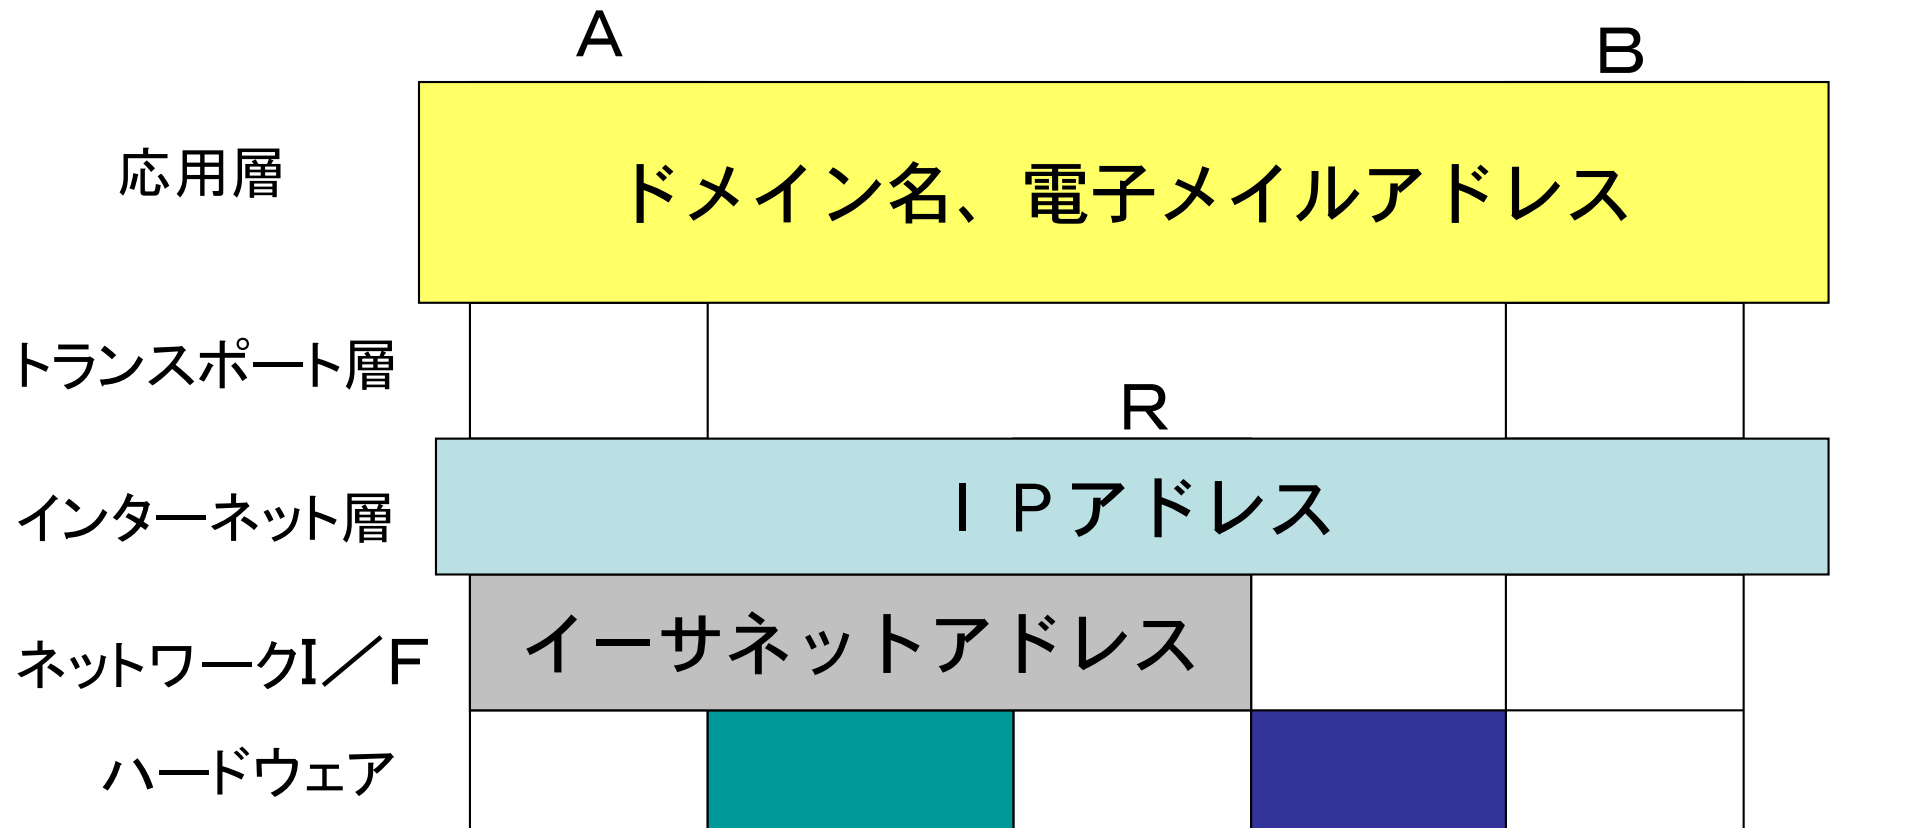 A
B
応用層
ドメイン名、電子メイルアドレス
トランスポート層
R
インターネット層
ＩＰアドレス
ネットワークI／F
イーサネットアドレス
ハードウェア